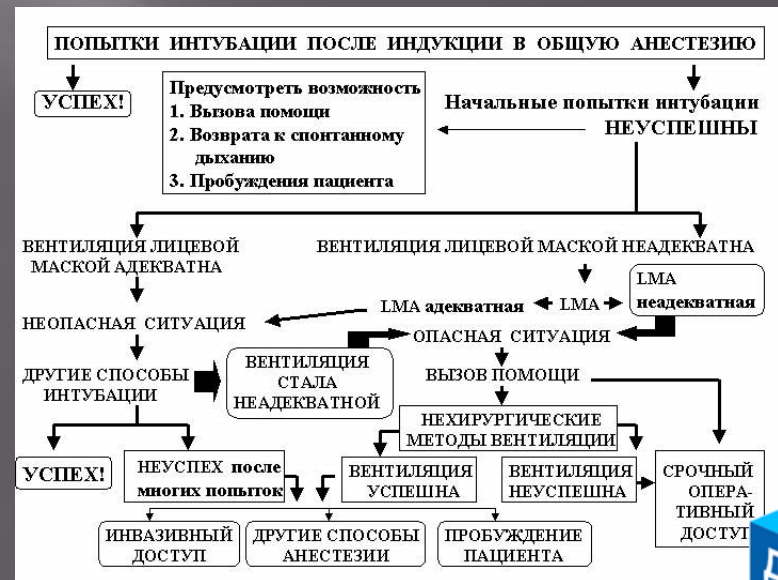 ПОПЫТКИ ИНТУБАЦИИ ПОСЛЕ ИНДУКЦИИ В ОБЩУЮ АНЕСТЕЗИЮ
УСПЕХ!
Предусмотреть возможность
1. Вызова помощи
2. Возврата к спонтанному
дыханию
3. Пробуждения пациента
Начальные попытки интубации
НЕУСПЕШНЫ
ВЕНТИЛЯЦИЯ ЛИЦЕВОЙ
МАСКОЙ АДЕКВАТНА
ВЕНТИЛЯЦИЯ ЛИЦЕВОЙ МАСКОЙ НЕАДЕКВАТНА
LMA адекватная
LMA
LMA
неадекватная
НЕОПАСНАЯ СИТУАЦИЯ
ОПАСНАЯ СИТУАЦИЯ
ДРУГИЕ СПОСОБЫ
ИНТУБАЦИИ
ВЕНТИЛЯЦИЯ
СТАЛА
НЕАДЕКВАТНОЙ
ВЫЗОВ ПОМОЩИ
НЕХИРУРГИЧЕСКИЕ
МЕТОДЫ ВЕНТИЛЯЦИИ
УСПЕХ!
НЕУСПЕХ после
многих попыток
ВЕНТИЛЯЦИЯ
УСПЕШНА
ВЕНТИЛЯЦИЯ
НЕУСПЕШНА
СРОЧНЫЙ
ОПЕРА-
ТИВНЫЙ
ДОСТУП
ИНВАЗИВНЫЙ
ДОСТУП
ДРУГИЕ СПОСОБЫ
АНЕСТЕЗИИ
ПРОБУЖДЕНИЕ
ПАЦИЕНТА